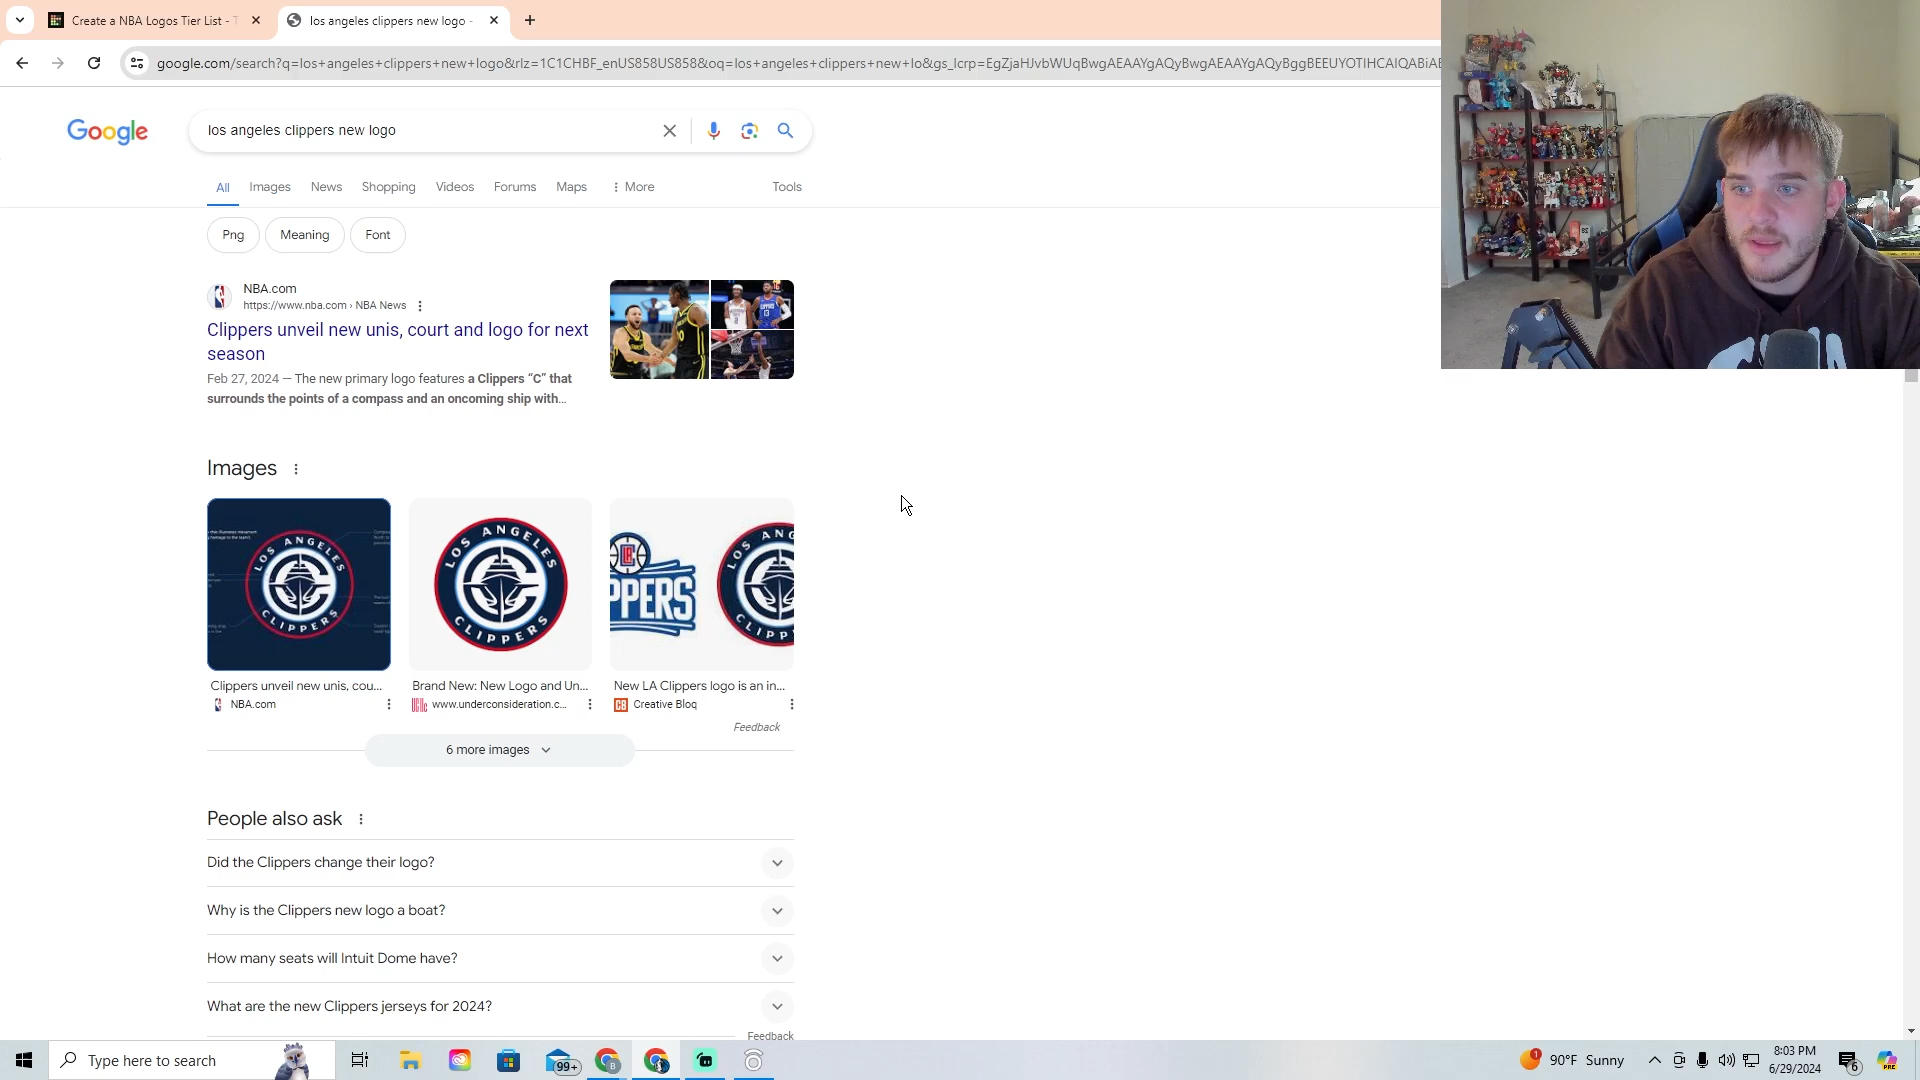 Create a NBA Logos Tier List - T
los angeles clippers new logo -
google.com/search?q=los+angeles+clippers+new+logo&rlz=1C1CHBF_enUS858US858&oq=los+angeles+clippers+new+lo&gs_lcrp=EgZjaHJvbWUqBwgAEAAYgAQyBwgAEAAYgAQyBggBEEUYOTIHCAIQABiAE
Google
los angeles clippers new logo
All
Images
News
Shopping
Videos
Forums
Maps
More
Tools
Png
Meaning
Font
NBA.com
https://www.nba.com › NBA News
Clippers unveil new unis, court and logo for next
season
Feb 27, 2024 — The new primary logo features a Clippers “C” that
surrounds the points of a compass and an oncoming ship with...
Images
LOS ANGELES
CLIPPERS
LOS ANGELES
CLIPPERS
PPERS
LOS ANG
CLIPP
Clippers unveil new unis, cou...
NBA.com
Brand New: New Logo and Un...
www.underconsideration.c...
New LA Clippers logo is an in...
Creative Bloq
Feedback
6 more images
People also ask
Did the Clippers change their logo?
Why is the Clippers new logo a boat?
How many seats will Intuit Dome have?
What are the new Clippers jerseys for 2024?
Feedback
Type here to search
99+
B
1
90°F Sunny
8:03 PM
6/29/2024
6
PRE